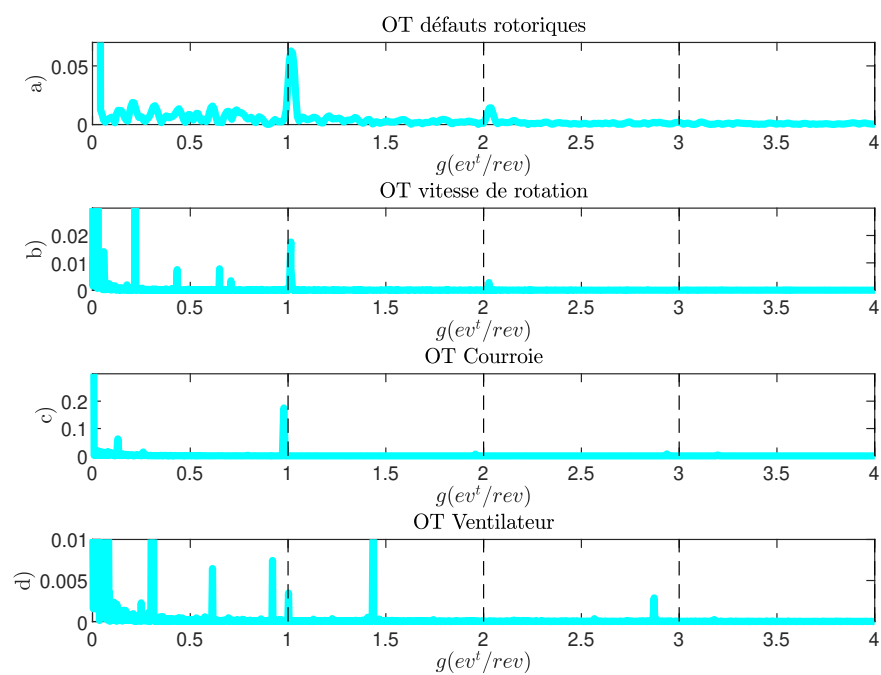 OT défauts rotoriques
a)
0.05
0
0 0.5 1 1.5 2 2.5 3 3.5 4
g(ev^t/rev)
OT vitesse de rotation
b)
0.02
0.01
0
0 0.5 1 1.5 2 2.5 3 3.5 4
g(ev^t/rev)
OT Courroie
c)
0.2
0.1
0
0 0.5 1 1.5 2 2.5 3 3.5 4
g(ev^t/rev)
OT Ventilateur
d)
0.01
0.005
0
0 0.5 1 1.5 2 2.5 3 3.5 4
g(ev^t/rev)